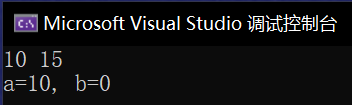 Microsoft Visual Studio 调试控制台
10 15
a=10, b=0